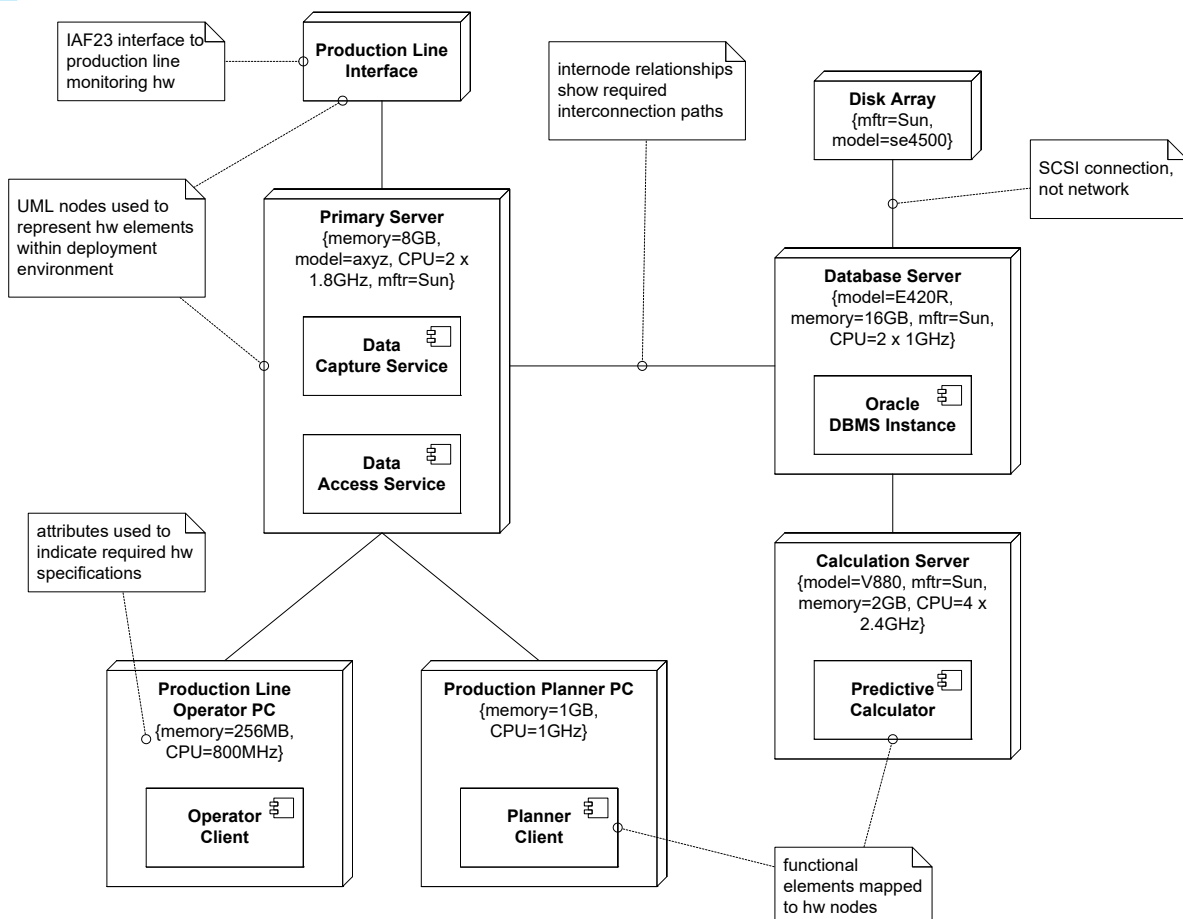 IAF23 interface to
production line
monitoring hw
Production Line
Interface
internode relationships
show required
interconnection paths
Disk Array
{mftr=Sun,
model=se4500}
SCSI connection,
not network
UML nodes used to
represent hw elements
within deployment
environment
Primary Server
{memory=8GB,
model=axyz, CPU=2 x
1.8GHz, mftr=Sun}
Data
Capture Service
Data
Access Service
Database Server
{model=E420R,
memory=16GB, mftr=Sun,
CPU=2 x 1GHz}
Oracle
DBMS Instance
attributes used to
indicate required hw
specifications
Calculation Server
{model=V880, mftr=Sun,
memory=2GB, CPU=4 x
2.4GHz}
Predictive
Calculator
Production Line
Operator PC
{memory=256MB,
CPU=800MHz}
Operator
Client
Production Planner PC
{memory=1GB,
CPU=1GHz}
Planner
Client
functional
elements mapped
to hw nodes